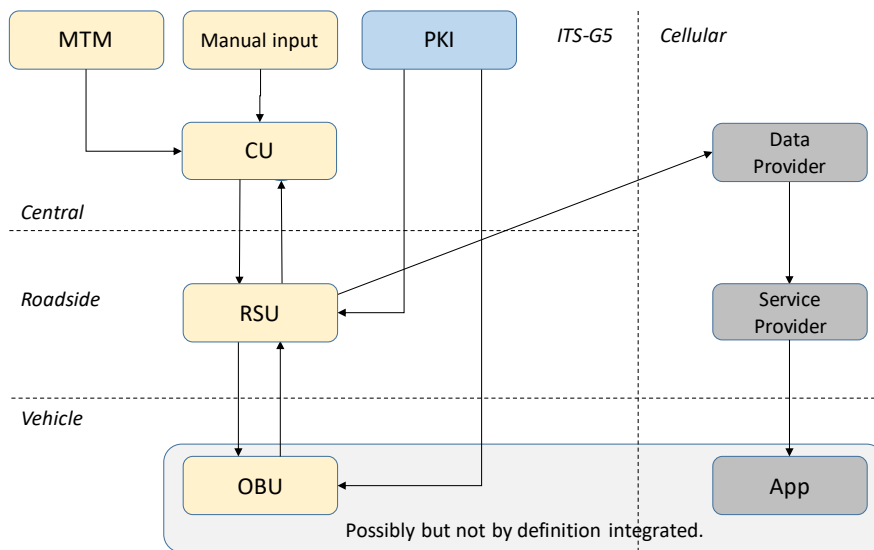 MTM
Manual input
PKI
ITS-G5
Cellular
CU
Data
Provider
Central
Roadside
RSU
Service
Provider
Vehicle
OBU
App
Possibly but not by definition integrated.